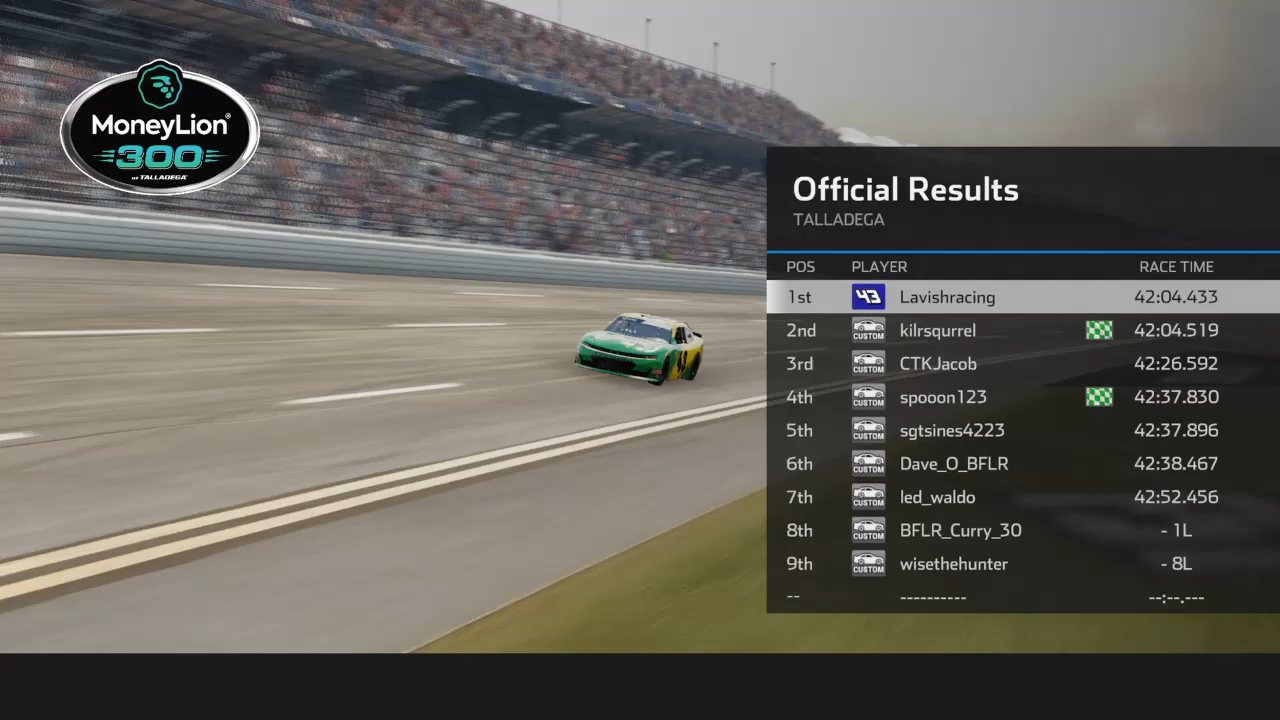 MoneyLion
300
at TALLADEGA
Official Results
TALLADEGA
POS PLAYER RACE TIME
1st 43 Lavishracing 42:04.433
2nd CUSTOM kilrsqurrel 42:04.519
3rd CUSTOM CTKJacob 42:26.592
4th CUSTOM spooon123 42:37.830
5th CUSTOM sgtsines4223 42:37.896
6th CUSTOM Dave_O_BFLR 42:38.467
7th CUSTOM led_waldo 42:52.456
8th CUSTOM BFLR_Curry_30 - 1L
9th CUSTOM wisethehunter - 8L
-- ---------- --:--.---